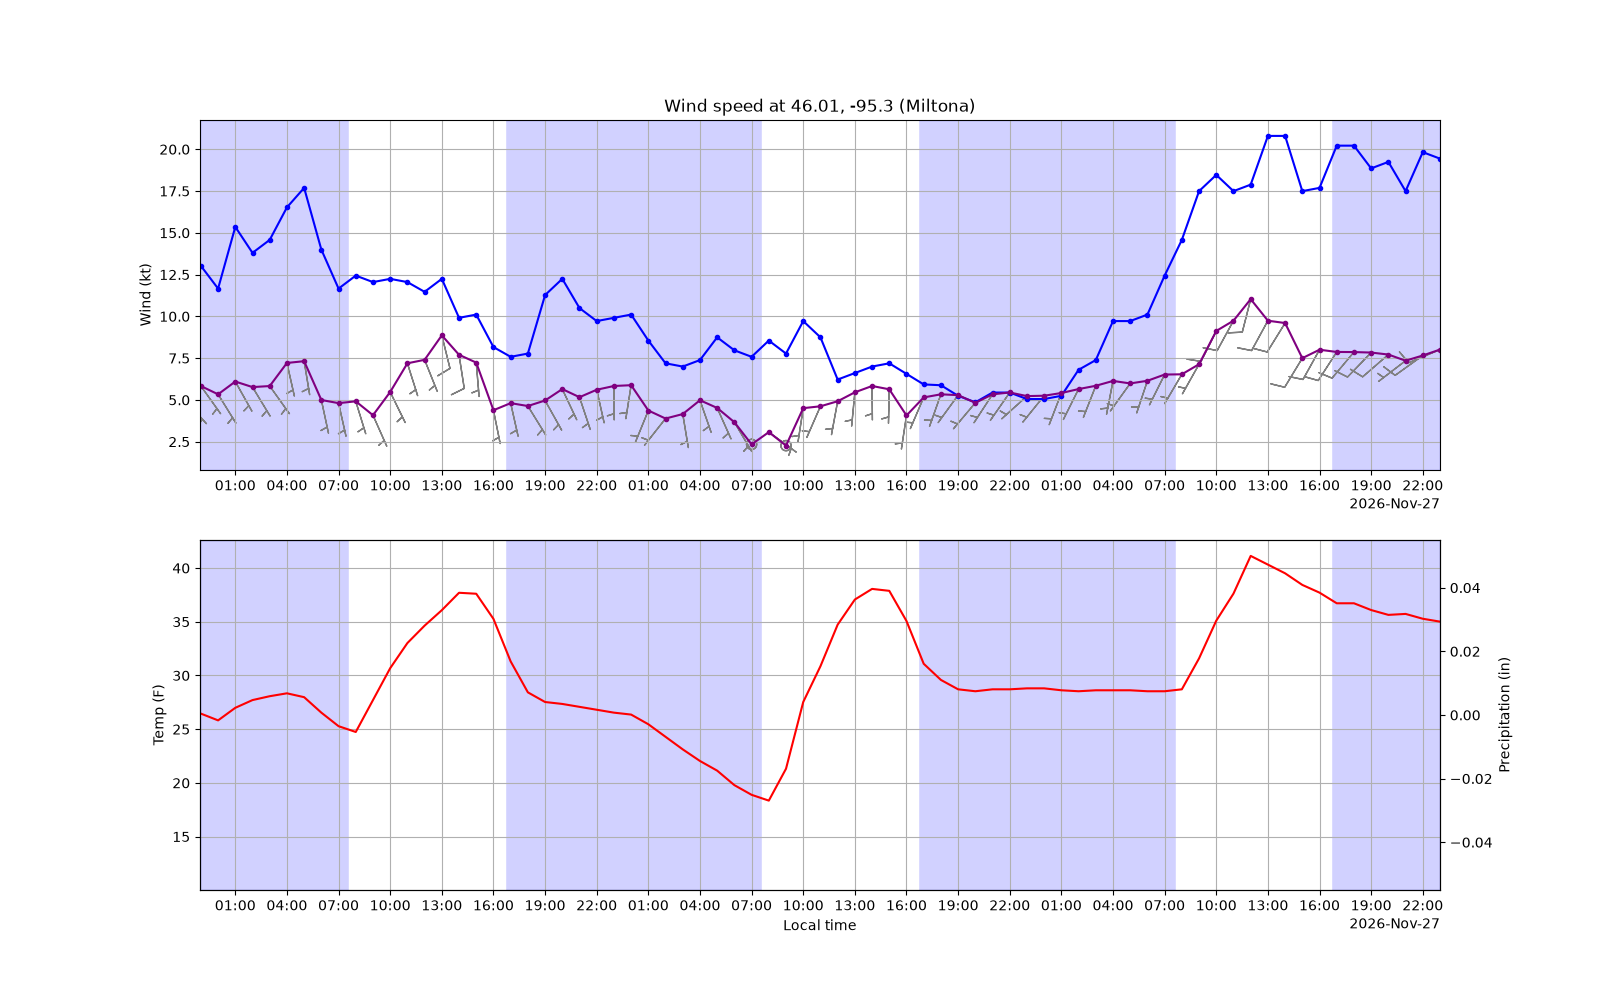 Wind speed at 46.01, -95.3 (Miltona)
Wind (kt)
20.0
17.5
15.0
12.5
10.0
7.5
5.0
2.5
01:00 04:00 07:00 10:00 13:00 16:00 19:00 22:00 01:00 04:00 07:00 10:00 13:00 16:00 19:00 22:00 01:00 04:00 07:00 10:00 13:00 16:00 19:00 22:00
2026-Nov-27
Temp (F)
40
35
30
25
20
15
0.04
0.02
0.00
−0.02
−0.04
Precipitation (in)
01:00 04:00 07:00 10:00 13:00 16:00 19:00 22:00 01:00 04:00 07:00 10:00 13:00 16:00 19:00 22:00 01:00 04:00 07:00 10:00 13:00 16:00 19:00 22:00
Local time
2026-Nov-27